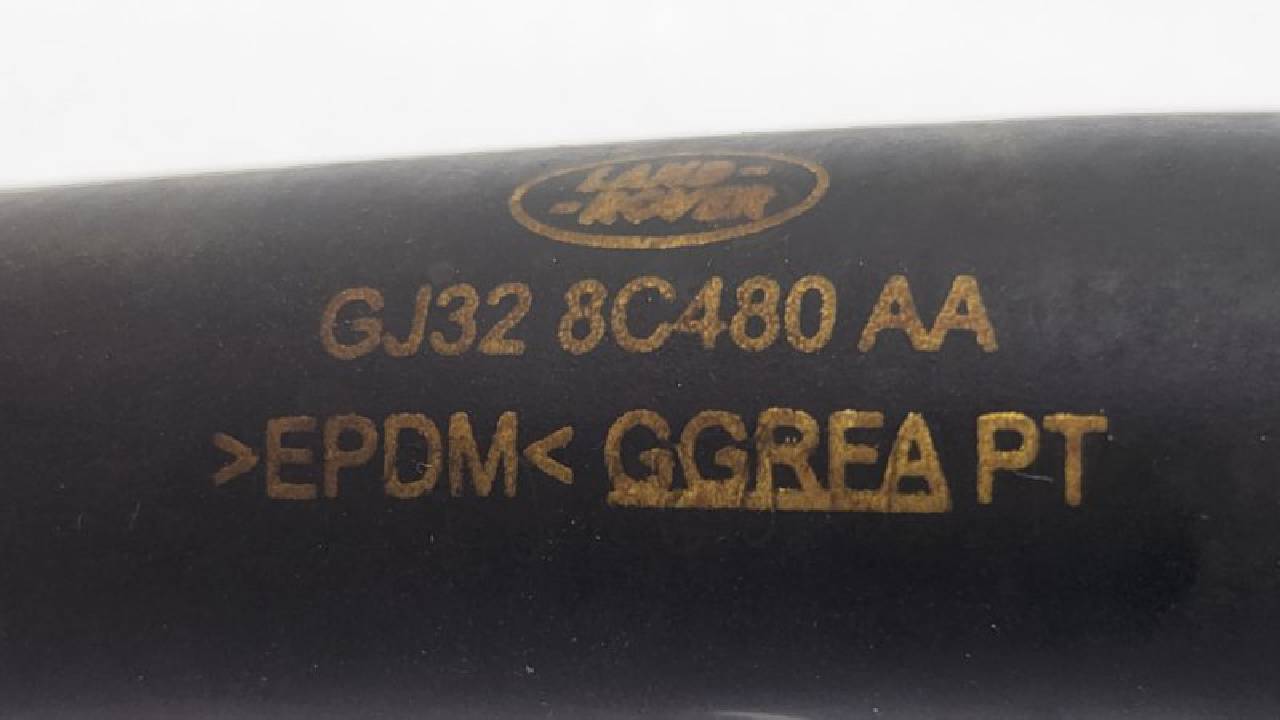 LAND-
-ROVER
GJ32 8C480 AA
>EPDM< GGREA PT